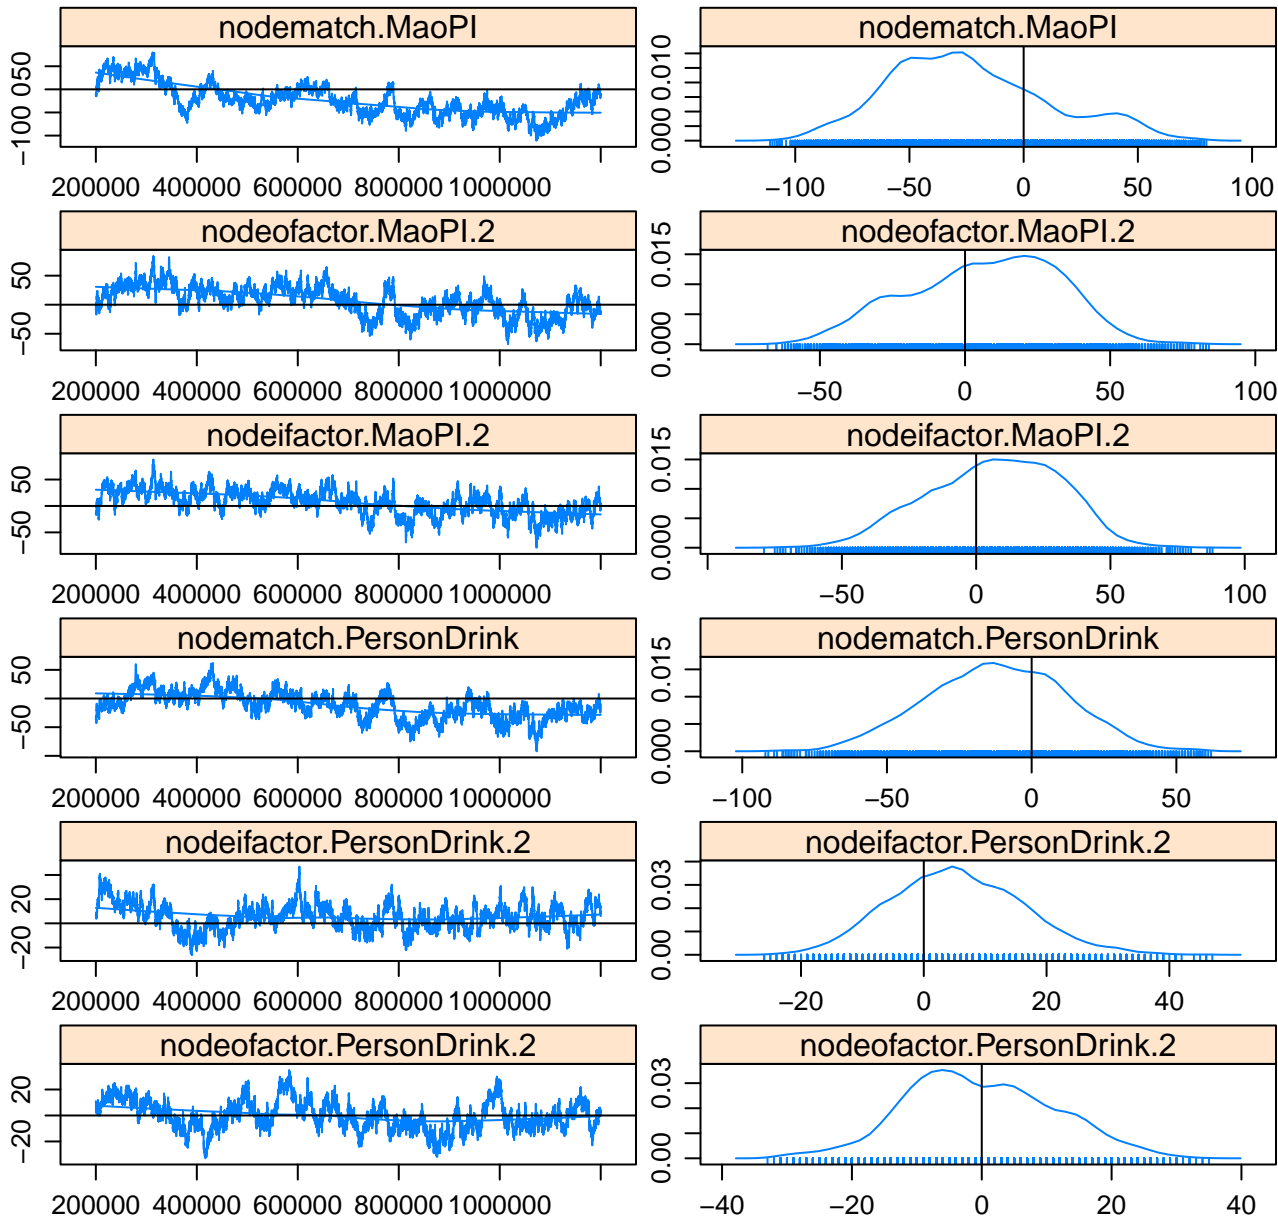 nodematch.MaoPI
nodematch.MaoPI
−100 0 50
200000 400000 600000 800000 1000000
0.000 0.010
−100 −50 0 50 100
nodeofactor.MaoPI.2
nodeofactor.MaoPI.2
−50 50
200000 400000 600000 800000 1000000
0.000 0.015
−50 0 50 100
nodeifactor.MaoPI.2
nodeifactor.MaoPI.2
−50 50
200000 400000 600000 800000 1000000
0.000 0.015
−50 0 50 100
nodematch.PersonDrink
nodematch.PersonDrink
−50 50
200000 400000 600000 800000 1000000
0.000 0.015
−100 −50 0 50
nodeifactor.PersonDrink.2
nodeifactor.PersonDrink.2
−20 20
200000 400000 600000 800000 1000000
0.00 0.03
−20 0 20 40
nodeofactor.PersonDrink.2
nodeofactor.PersonDrink.2
−20 20
200000 400000 600000 800000 1000000
0.00 0.03
−40 −20 0 20 40